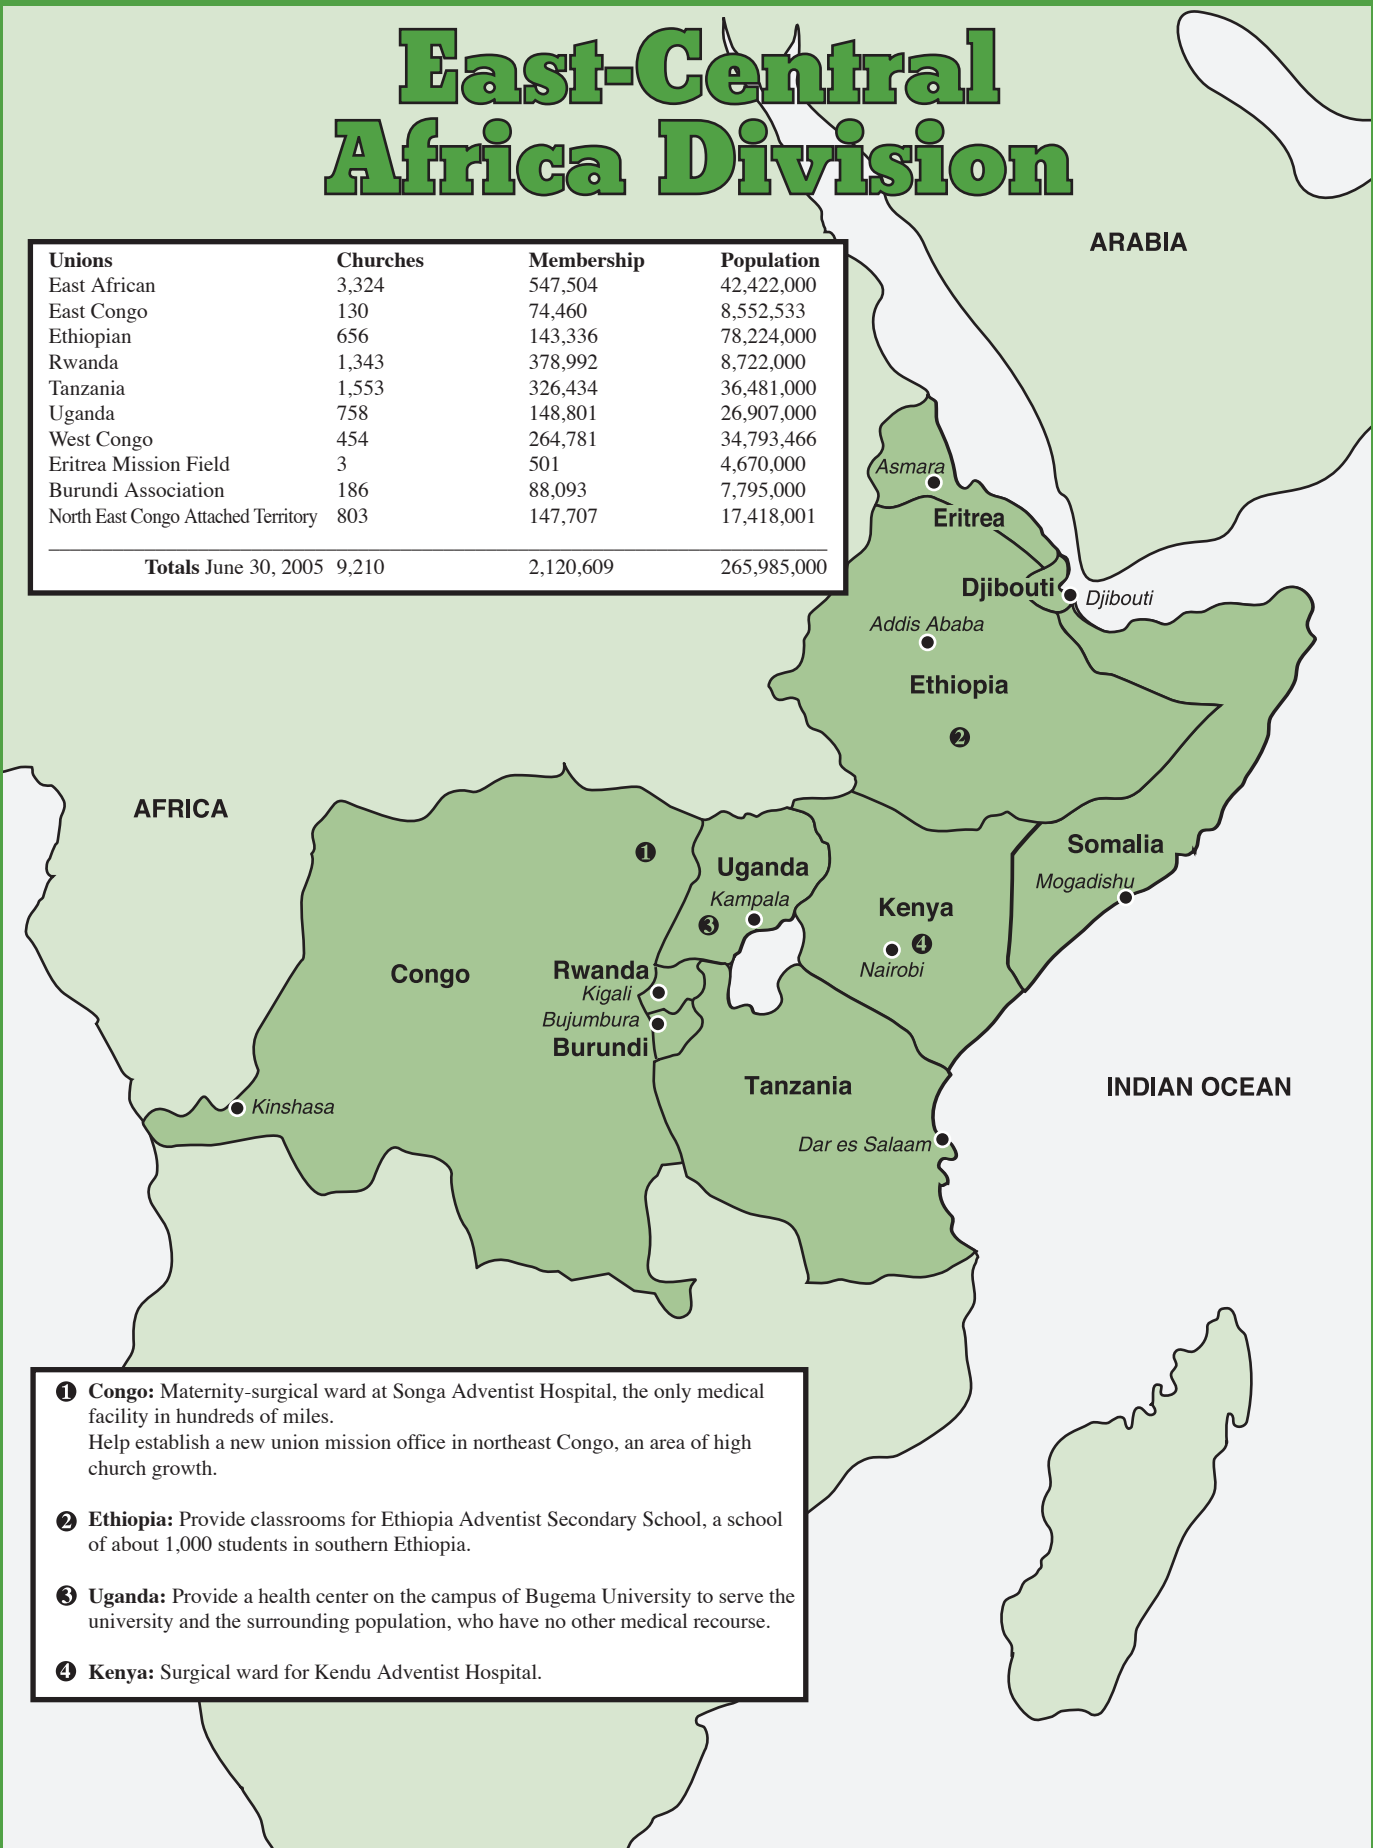 East-Central
Africa Division
ARABIA
Unions Churches Membership Population
East African 3,324 547,504 42,422,000
East Congo 130 74,460 8,552,533
Ethiopian 656 143,336 78,224,000
Rwanda 1,343 378,992 8,722,000
Tanzania 1,553 326,434 36,481,000
Uganda 758 148,801 26,907,000
West Congo 454 264,781 34,793,466
Eritrea Mission Field 3 501 4,670,000
Burundi Association 186 88,093 7,795,000
North East Congo Attached Territory 803 147,707 17,418,001
Totals June 30, 2005 9,210 2,120,609 265,985,000
Asmara
Eritrea
Djibouti
Djibouti
Addis Ababa
Ethiopia
2
AFRICA
1
Uganda
Kampala
3
Somalia
Mogadishu
Kenya
4
Nairobi
Congo
Rwanda
Kigali
Bujumbura
Burundi
Tanzania
INDIAN OCEAN
Kinshasa
Dar es Salaam
1 Congo: Maternity-surgical ward at Songa Adventist Hospital, the only medical
facility in hundreds of miles.
Help establish a new union mission office in northeast Congo, an area of high
church growth.
2 Ethiopia: Provide classrooms for Ethiopia Adventist Secondary School, a school
of about 1,000 students in southern Ethiopia.
3 Uganda: Provide a health center on the campus of Bugema University to serve the
university and the surrounding population, who have no other medical recourse.
4 Kenya: Surgical ward for Kendu Adventist Hospital.